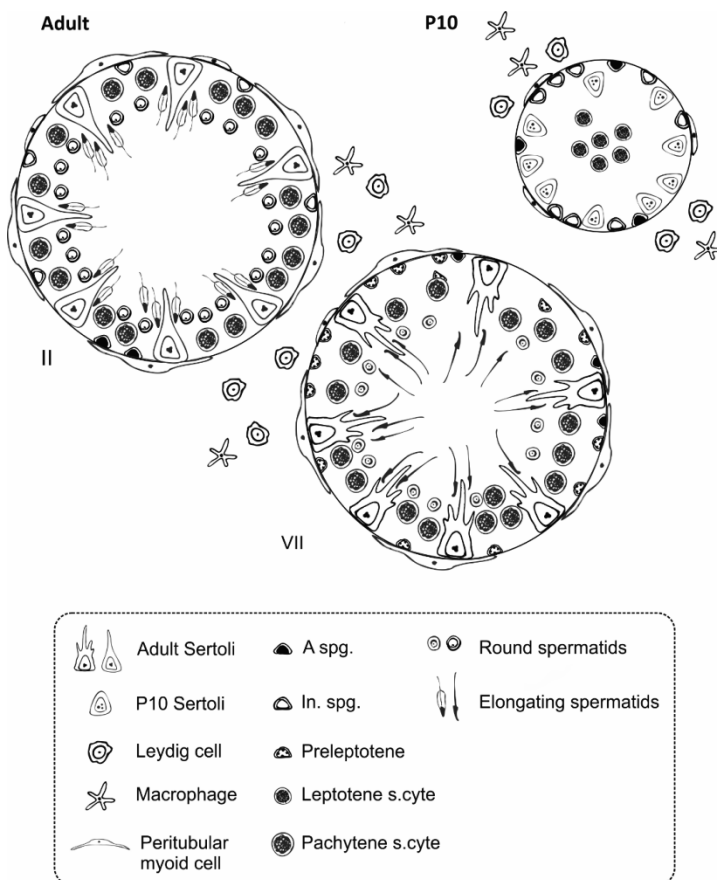 Adult
P10
II
VII
Adult Sertoli
A spg.
Round spermatids
P10 Sertoli
In. spg.
Elongating spermatids
Leydig cell
Preleptotene
Macrophage
Leptotene s.cyte
Peritubular
myoid cell
Pachytene s.cyte